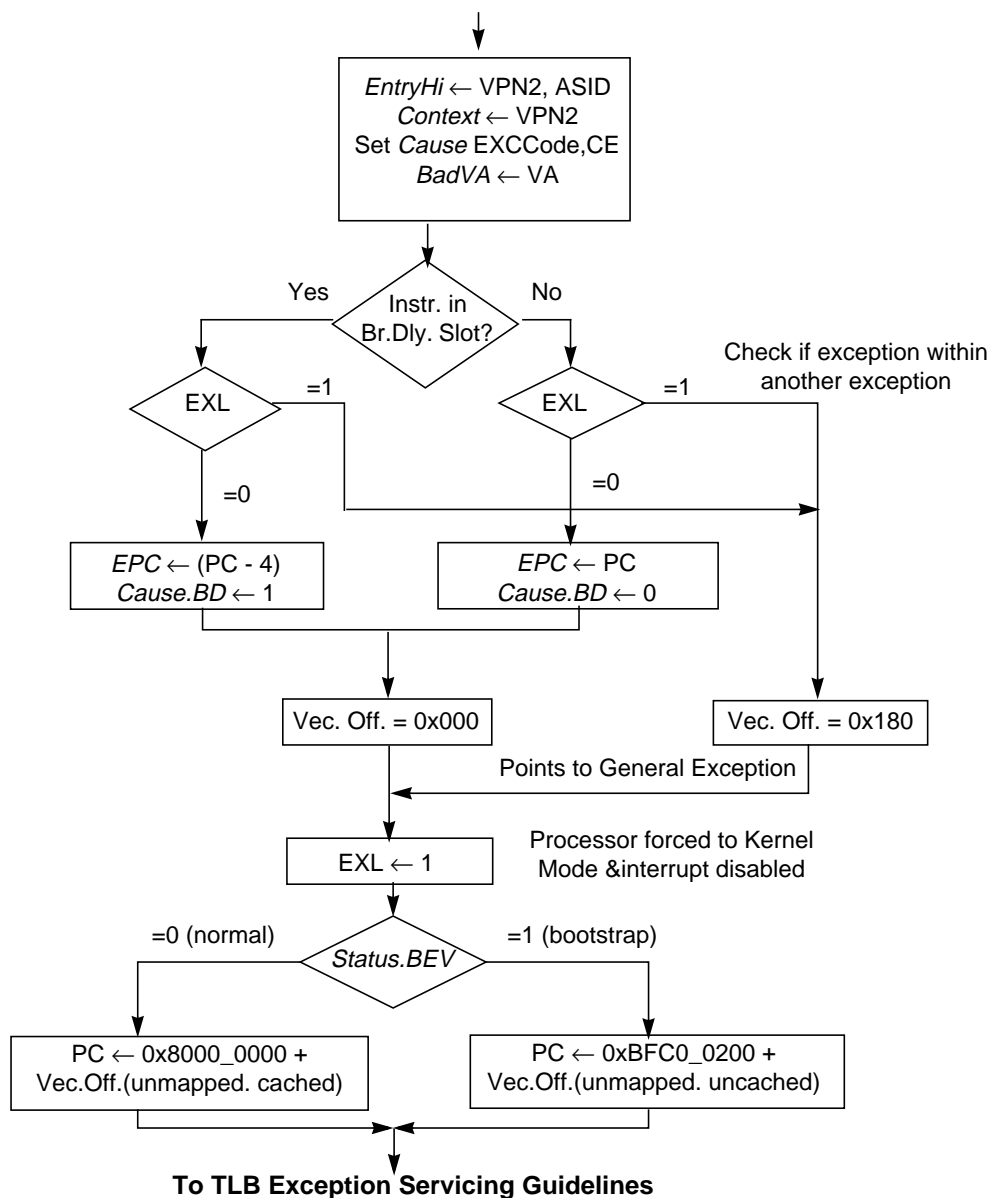 EntryHi ← VPN2, ASID
Context ← VPN2
Set Cause EXCCode,CE
BadVA ← VA
Yes
Instr. in
Br.Dly. Slot?
No
Check if exception within
another exception
EXL
=1
EXL
=1
=0
=0
EPC ← (PC - 4)
Cause.BD ← 1
EPC ← PC
Cause.BD ← 0
Vec. Off. = 0x000
Vec. Off. = 0x180
Points to General Exception
EXL ← 1
Processor forced to Kernel
Mode &interrupt disabled
=0 (normal)
Status.BEV
=1 (bootstrap)
PC ← 0x8000_0000 +
Vec.Off.(unmapped. cached)
PC ← 0xBFC0_0200 +
Vec.Off.(unmapped. uncached)
To TLB Exception Servicing Guidelines